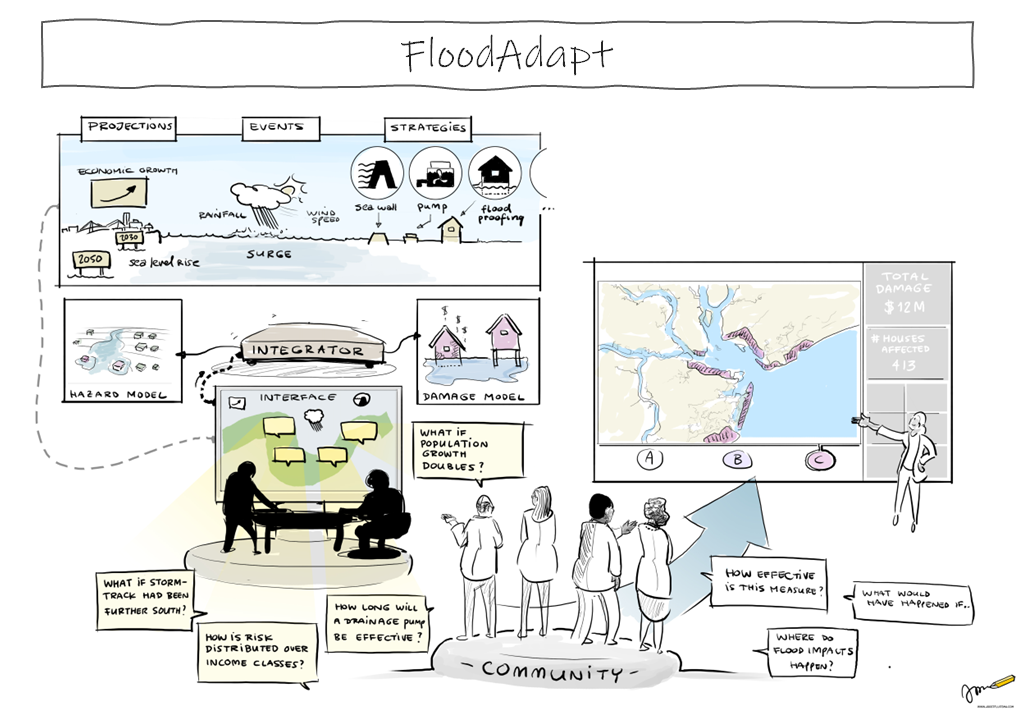 FloodAdapt
PROJECTIONS
EVENTS
STRATEGIES
ECONOMIC GROWTH
RAINFALL
WIND
SPEED
sea wall
pump
flood
proofing
...
2030
2050
sea level rise
SURGE
HAZARD MODEL
INTEGRATOR
$
$
$
$
DAMAGE MODEL
INTERFACE
WHAT IF
POPULATION
GROWTH
DOUBLES?
TOTAL
DAMAGE
$12M
# HOUSES
AFFECTED
413
A
B
C
WHAT IF STORM-
TRACK HAD BEEN
FURTHER SOUTH?
HOW IS RISK
DISTRIBUTED OVER
INCOME CLASSES?
HOW LONG WILL
A DRAINAGE PUMP
BE EFFECTIVE?
HOW EFFECTIVE
IS THIS MEASURE?
WHAT WOULD
HAVE HAPPENED IF..
WHERE DO
FLOOD IMPACTS
HAPPEN?
- COMMUNITY -